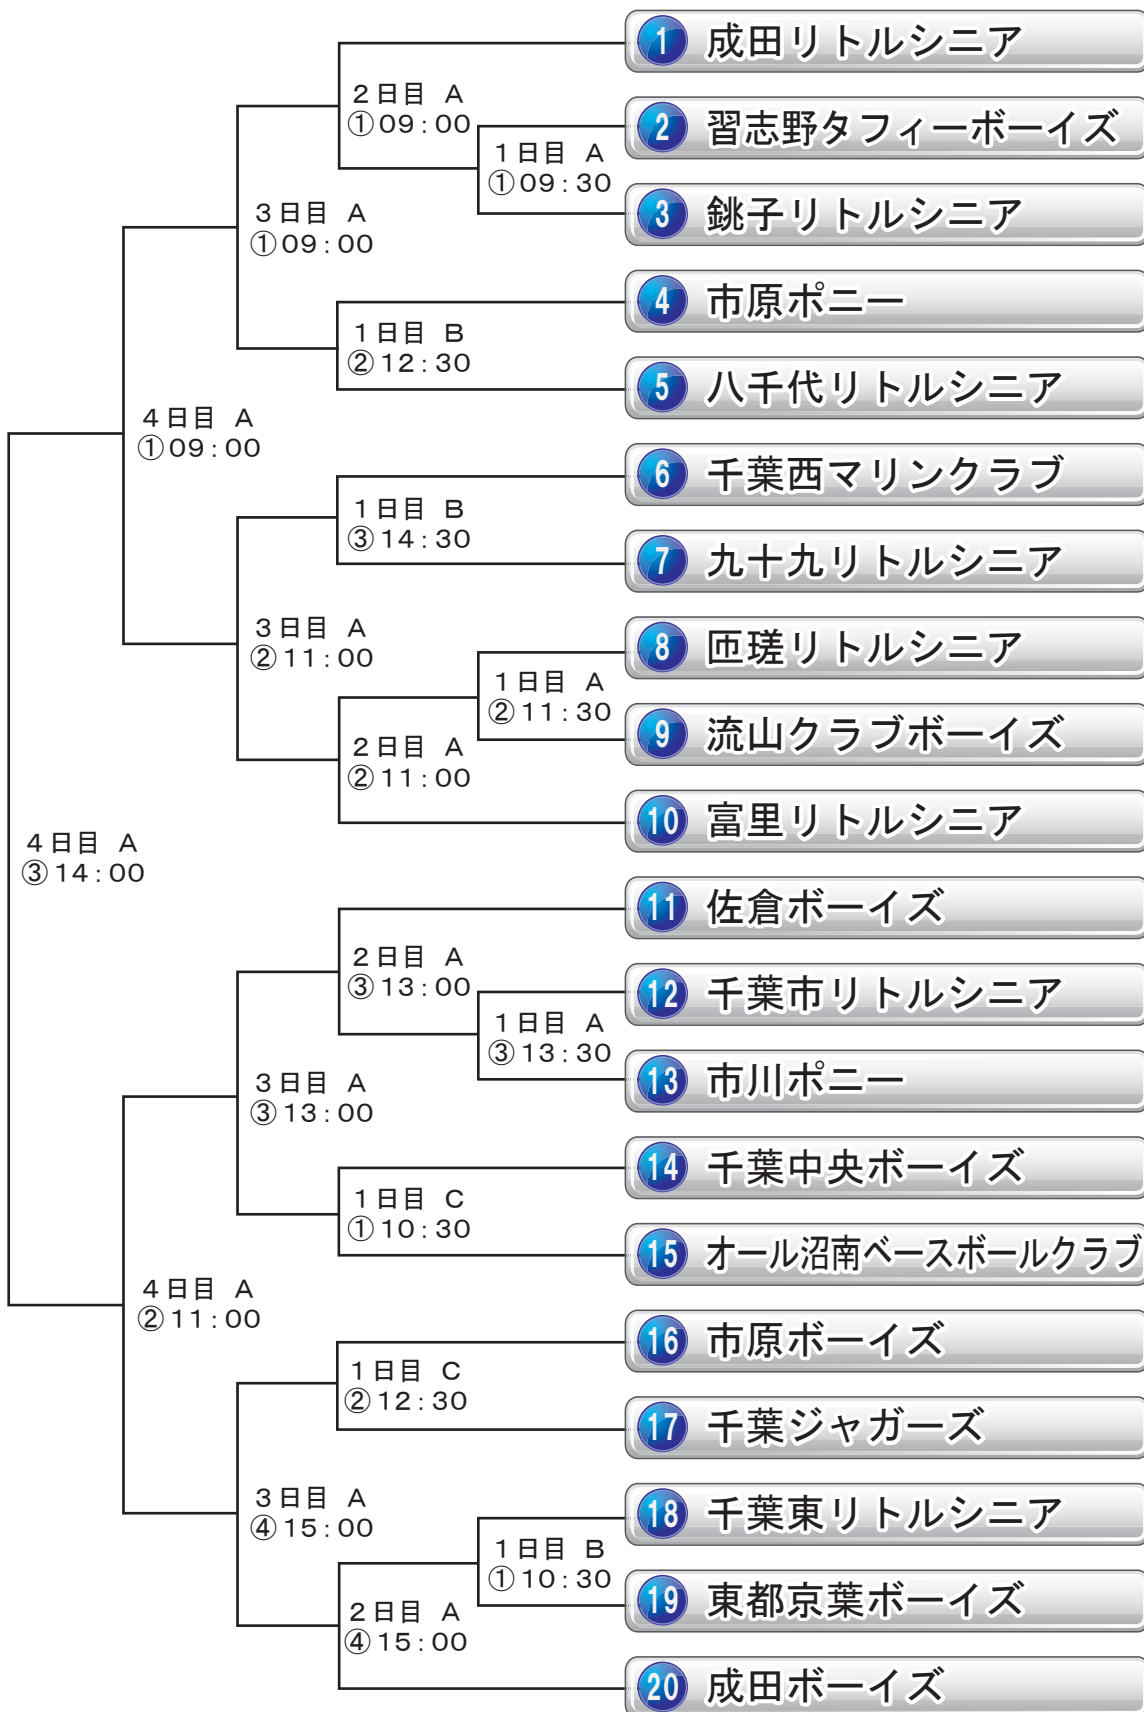 1 成田リトルシニア
2日目 A
①09:00
2 習志野タフィーボーイズ
1日目 A
①09:30
3 銚子リトルシニア
3日目 A
①09:00
4 市原ポニー
1日目 B
②12:30
5 八千代リトルシニア
4日目 A
①09:00
6 千葉西マリンクラブ
1日目 B
③14:30
7 九十九リトルシニア
3日目 A
②11:00
8 匝瑳リトルシニア
1日目 A
②11:30
9 流山クラブボーイズ
2日目 A
②11:00
10 富里リトルシニア
4日目 A
③14:00
11 佐倉ボーイズ
2日目 A
③13:00
12 千葉市リトルシニア
1日目 A
③13:30
13 市川ポニー
3日目 A
③13:00
14 千葉中央ボーイズ
1日目 C
①10:30
15 オール沼南ベースボールクラブ
4日目 A
②11:00
16 市原ボーイズ
1日目 C
②12:30
17 千葉ジャガーズ
3日目 A
④15:00
18 千葉東リトルシニア
1日目 B
①10:30
19 東都京葉ボーイズ
2日目 A
④15:00
20 成田ボーイズ